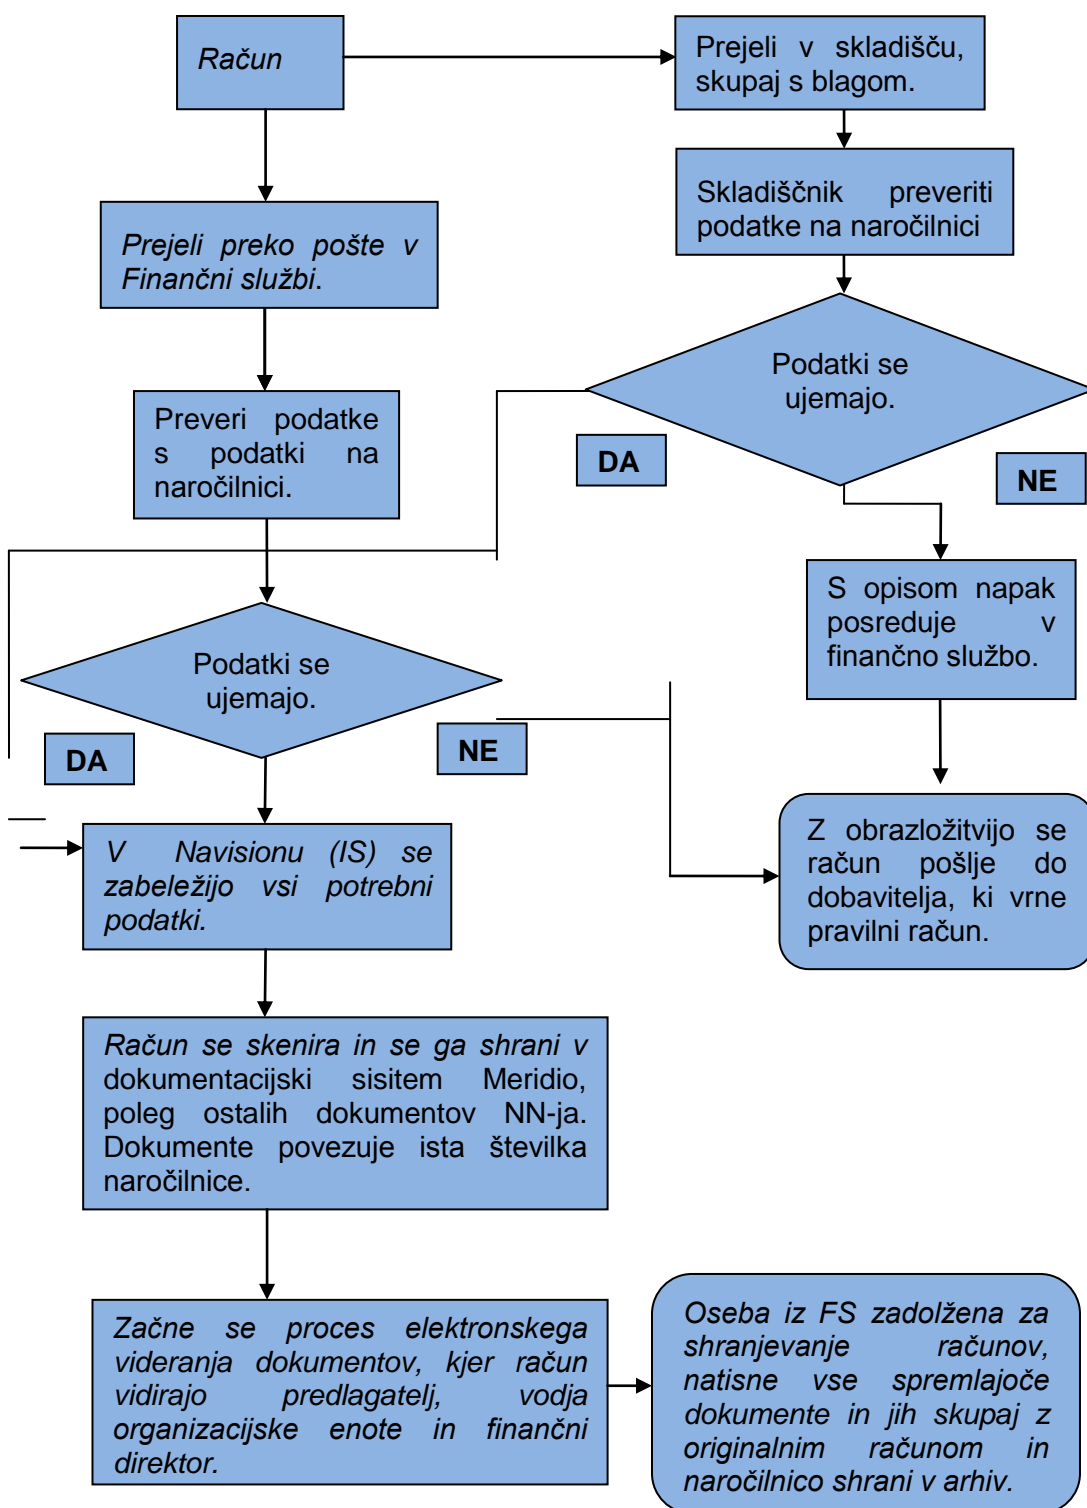 Račun
Prejeli v skladišču,
skupaj s blagom.
Skladiščnik preveriti
podatke na naročilnici
Prejeli preko pošte v
Finančni službi.
Podatki se
ujemajo.
Preveri podatke
s podatki na
naročilnici.
DA
NE
S opisom napak
posreduje v
finančno službo.
Podatki se
ujemajo.
DA
NE
Z obrazložitvijo se
račun pošlje do
dobavitelja, ki vrne
pravilni račun.
V Navisionu (IS) se
zabeležijo vsi potrebni
podatki.
Račun se skenira in se ga shrani v
dokumentacijski sisitem Meridio,
poleg ostalih dokumentov NN-ja.
Dokumente povezuje ista številka
naročilnice.
Začne se proces elektronskega
videranja dokumentov, kjer račun
vidirajo predlagatelj, vodja
organizacijske enote in finančni
direktor.
Oseba iz FS zadolžena za
shranjevanje računov,
natisne vse spremlajoče
dokumente in jih skupaj z
originalnim računom in
naročilnico shrani v arhiv.